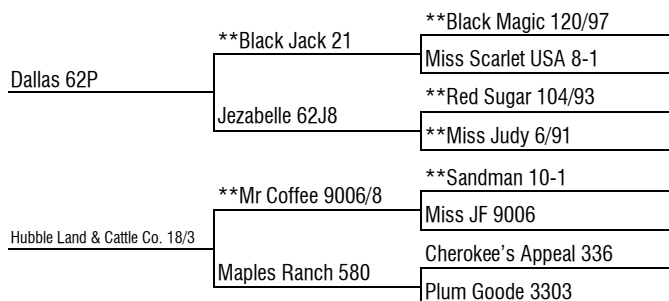 **Black Magic 120/97
**Black Jack 21
Miss Scarlet USA 8-1
Dallas 62P
**Red Sugar 104/93
Jezabelle 62J8
**Miss Judy 6/91
**Sandman 10-1
**Mr Coffee 9006/8
Miss JF 9006
Hubble Land & Cattle Co. 18/3
Cherokee's Appeal 336
Maples Ranch 580
Plum Goode 3303